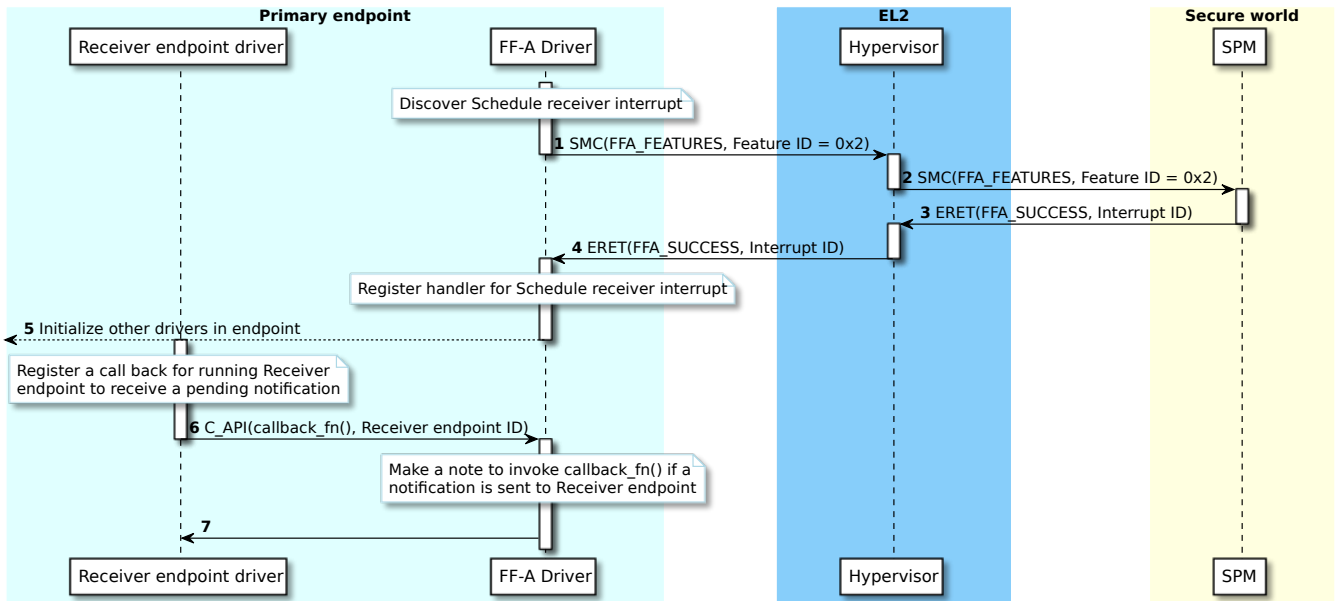 Primary endpoint
EL2
Secure world
Receiver endpoint driver
FF-A Driver
Hypervisor
SPM
Discover Schedule receiver interrupt
1 SMC(FFA_FEATURES, Feature ID = 0x2)
2 SMC(FFA_FEATURES, Feature ID = 0x2)
3 ERET(FFA_SUCCESS, Interrupt ID)
4 ERET(FFA_SUCCESS, Interrupt ID)
Register handler for Schedule receiver interrupt
5 Initialize other drivers in endpoint
Register a call back for running Receiver
endpoint to receive a pending notification
6 C_API(callback_fn(), Receiver endpoint ID)
Make a note to invoke callback_fn() if a
notification is sent to Receiver endpoint
7
Receiver endpoint driver
FF-A Driver
Hypervisor
SPM